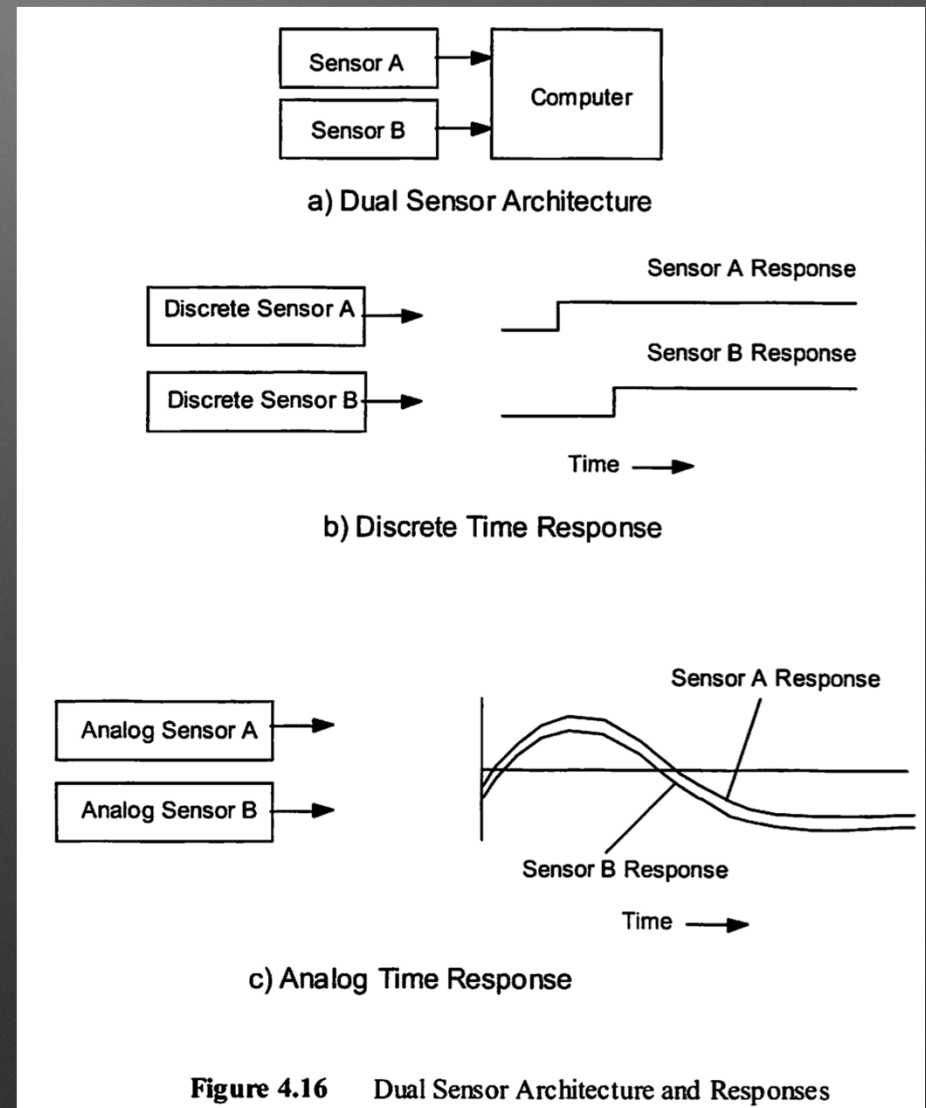 Sensor A
Computer
Sensor B
a) Dual Sensor Architecture
Sensor A Response
Discrete Sensor A
Sensor B Response
Discrete Sensor B
Time
b) Discrete Time Response
Sensor A Response
Analog Sensor A
Analog Sensor B
Sensor B Response
Time
c) Analog Time Response
Figure 4.16 Dual Sensor Architecture and Responses